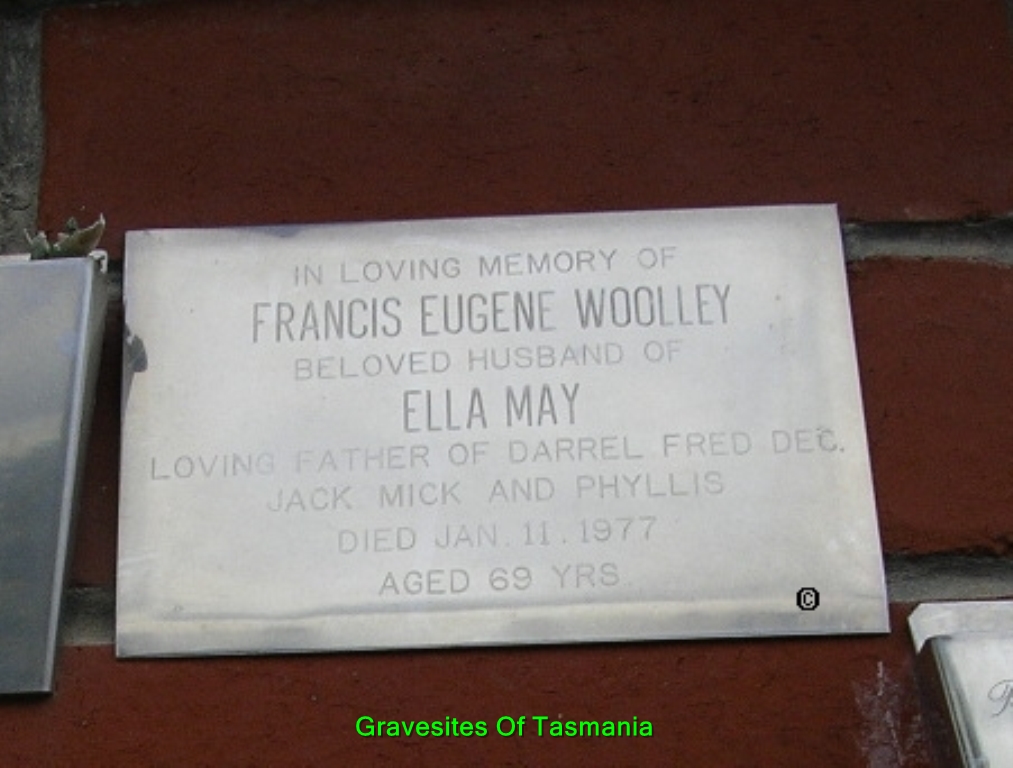 IN LOVING MEMORY OF
FRANCIS EUGENE WOOLLEY
BELOVED HUSBAND OF
ELLA MAY
LOVING FATHER OF DARREL FRED DEC.
JACK MICK AND PHYLLIS
DIED JAN. 11. 1977
AGED 69 YRS
©
Gravesites Of Tasmania